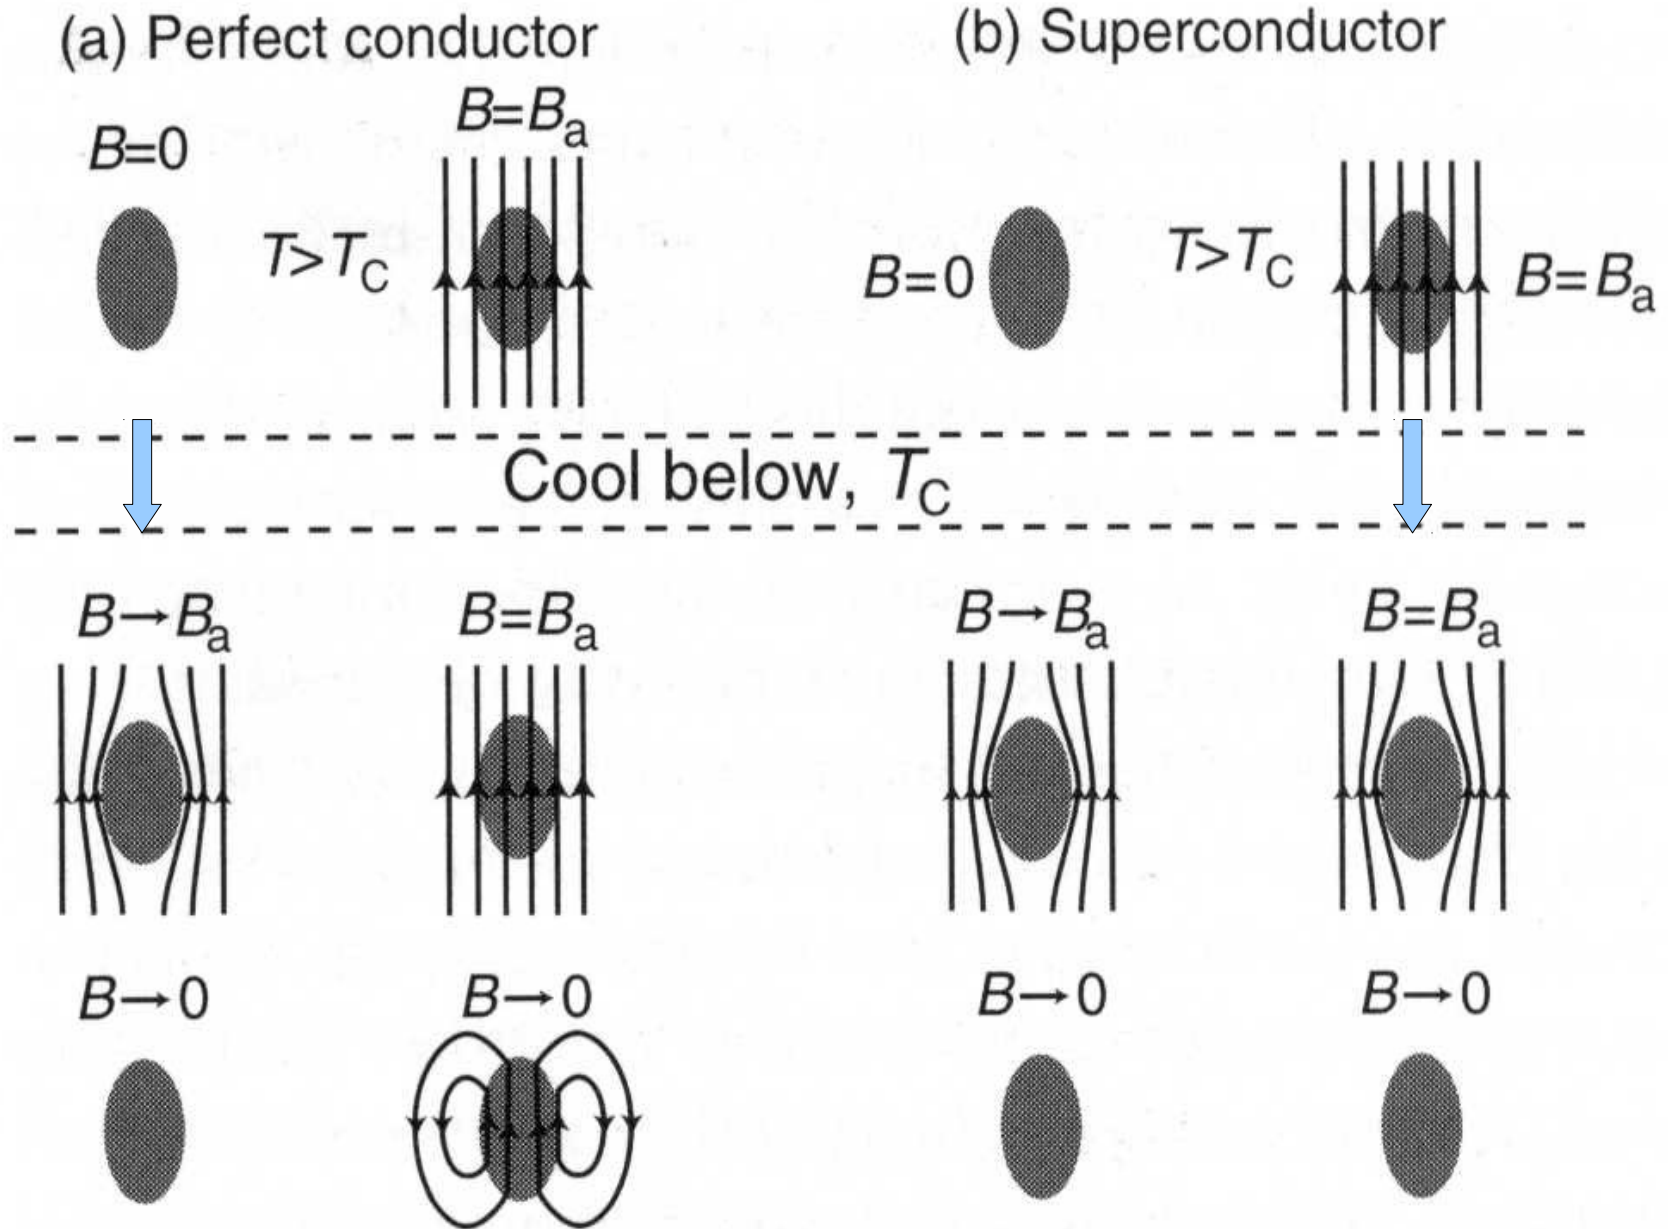 (a) Perfect conductor
(b) Superconductor
B=0
B=Ba
T>TC
B=0
T>TC
B=Ba
Cool below, TC
B→Ba
B=Ba
B→Ba
B=Ba
B→0
B→0
B→0
B→0